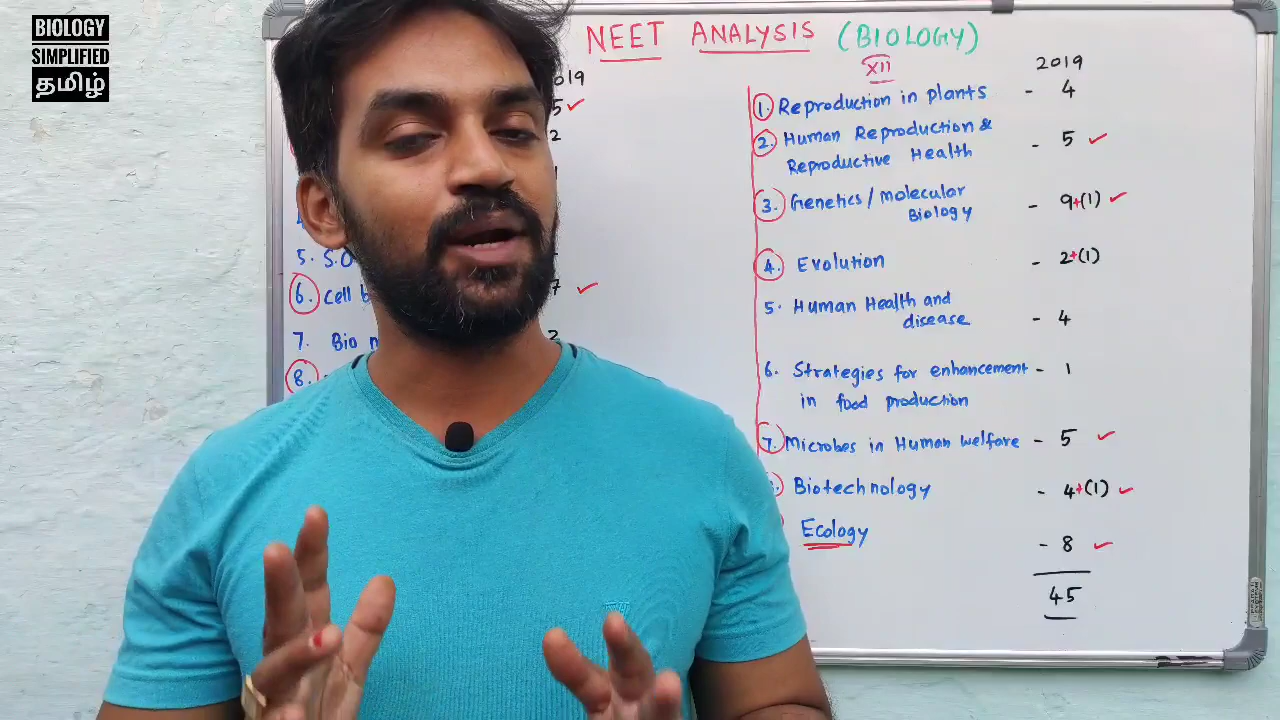 BIOLOGY
SIMPLIFIED
தமிழ்
NEET ANALYSIS (BIOLOGY)
XII
2019
1. Reproduction in plants - 4
2. Human Reproduction &
Reproductive Health - 5 ✓
3. Genetics / molecular
Biology - 9+(1) ✓
4. Evolution - 2+(1)
5. Human Health and
disease - 4
6. Strategies for enhancement - 1
in food production
7. Microbes in Human welfare - 5 ✓
Biotechnology - 4+(1) ✓
Ecology - 8 ✓
45
019
5 ✓
2
5. S.O
6. Cell b
7 ✓
7. Bio m
2
8.